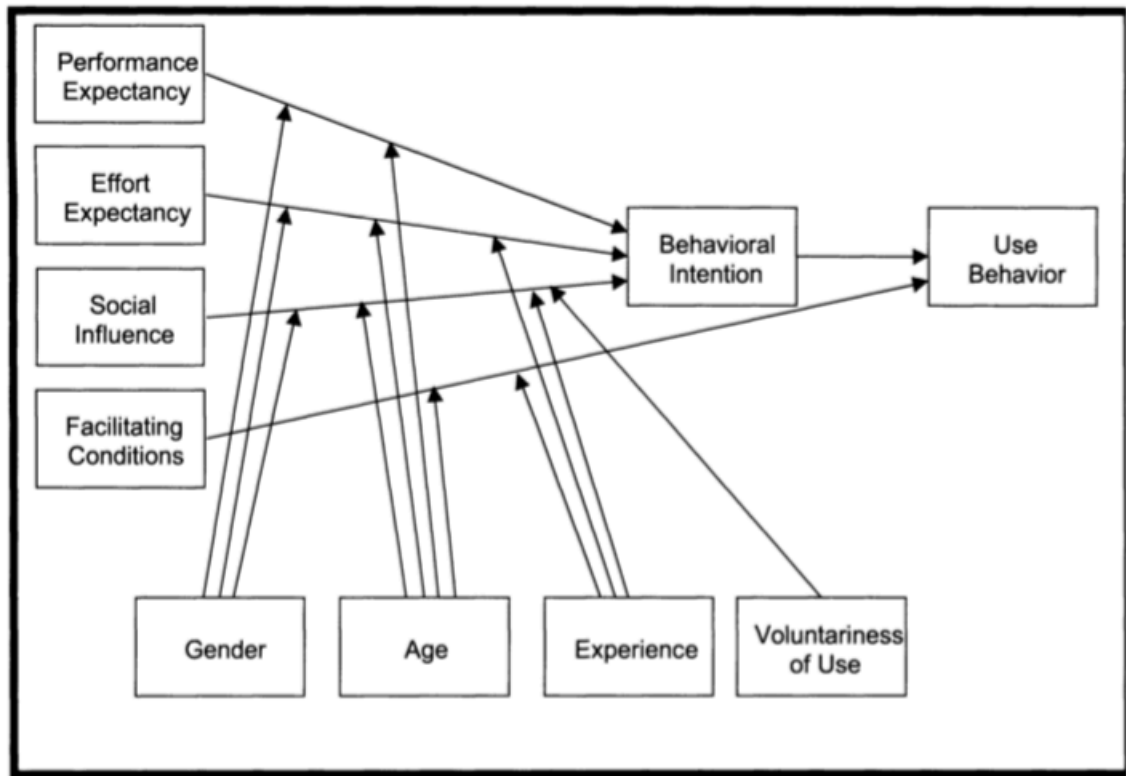 Performance
Expectancy
Effort
Expectancy
Social
Influence
Facilitating
Conditions
Behavioral
Intention
Use
Behavior
Gender
Age
Experience
Voluntariness
of Use